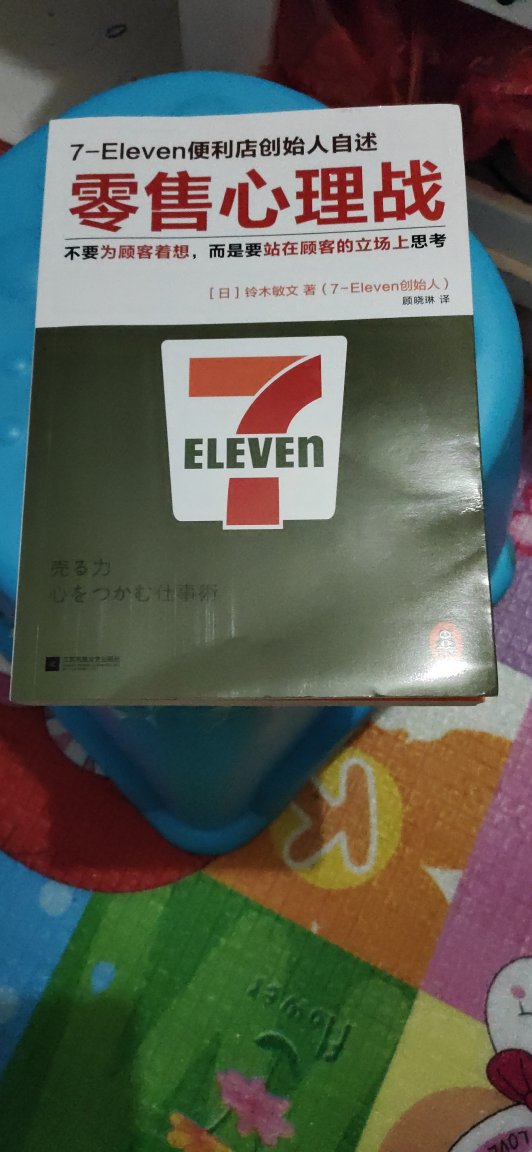 7-Eleven便利店创始人自述
零售心理战
不要为顾客着想，而是要站在顾客的立场上思考
［日］铃木敏文 著（7-Eleven创始人）
顾晓琳 译
7
ELEVEn
売る力
心をつかむ仕事術
Flower
LOVE